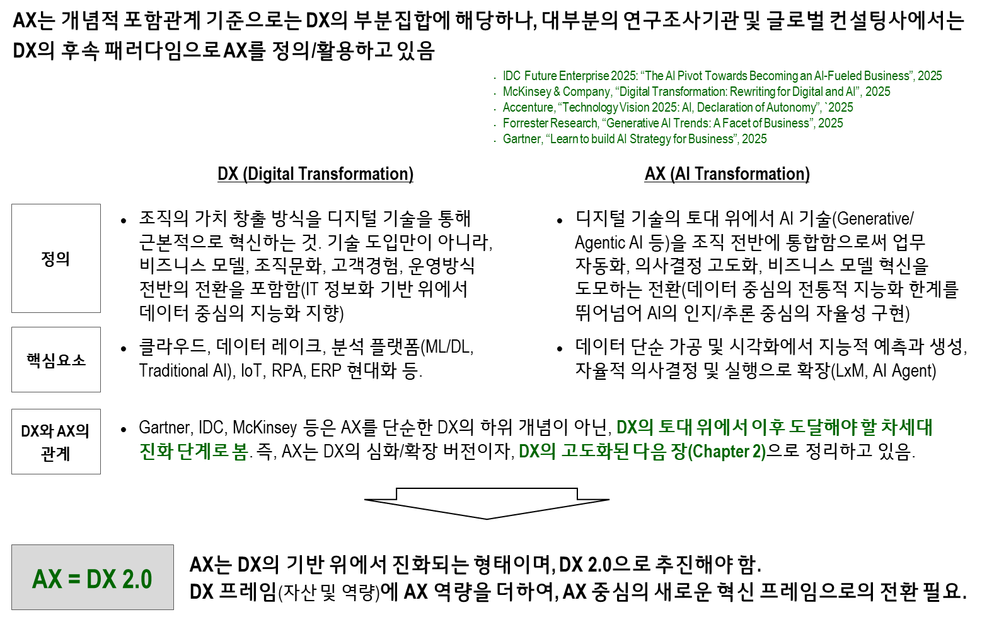 AX는 개념적 포함관계 기준으로는 DX의 부분집합에 해당하나, 대부분의 연구조사기관 및 글로벌 컨설팅사에서는
DX의 후속 패러다임으로 AX를 정의/활용하고 있음
· IDC Future Enterprise 2025: “The AI Pivot Towards Becoming an AI-Fueled Business”, 2025
· McKinsey & Company, “Digital Transformation: Rewriting for Digital and AI”, 2025
· Accenture, “Technology Vision 2025: AI, Declaration of Autonomy”, `2025
· Forrester Research, “Generative AI Trends: A Facet of Business”, 2025
· Gartner, “Learn to build AI Strategy for Business”, 2025
DX (Digital Transformation)
AX (AI Transformation)
정의
• 조직의 가치 창출 방식을 디지털 기술을 통해
근본적으로 혁신하는 것. 기술 도입만이 아니라,
비즈니스 모델, 조직문화, 고객경험, 운영방식
전반의 전환을 포함함(IT 정보화 기반 위에서
데이터 중심의 지능화 지향)
• 디지털 기술의 토대 위에서 AI 기술(Generative/
Agentic AI 등)을 조직 전반에 통합함으로써 업무
자동화, 의사결정 고도화, 비즈니스 모델 혁신을
도모하는 전환(데이터 중심의 전통적 지능화 한계를
뛰어넘어 AI의 인지/추론 중심의 자율성 구현)
핵심요소
• 클라우드, 데이터 레이크, 분석 플랫폼(ML/DL,
Traditional AI), IoT, RPA, ERP 현대화 등.
• 데이터 단순 가공 및 시각화에서 지능적 예측과 생성,
자율적 의사결정 및 실행으로 확장(LxM, AI Agent)
DX와 AX의
관계
• Gartner, IDC, McKinsey 등은 AX를 단순한 DX의 하위 개념이 아닌, DX의 토대 위에서 이후 도달해야 할 차세대
진화 단계로 봄. 즉, AX는 DX의 심화/확장 버전이자, DX의 고도화된 다음 장(Chapter 2)으로 정리하고 있음.
AX = DX 2.0
AX는 DX의 기반 위에서 진화되는 형태이며, DX 2.0으로 추진해야 함.
DX 프레임(자산 및 역량)에 AX 역량을 더하여, AX 중심의 새로운 혁신 프레임으로의 전환 필요.